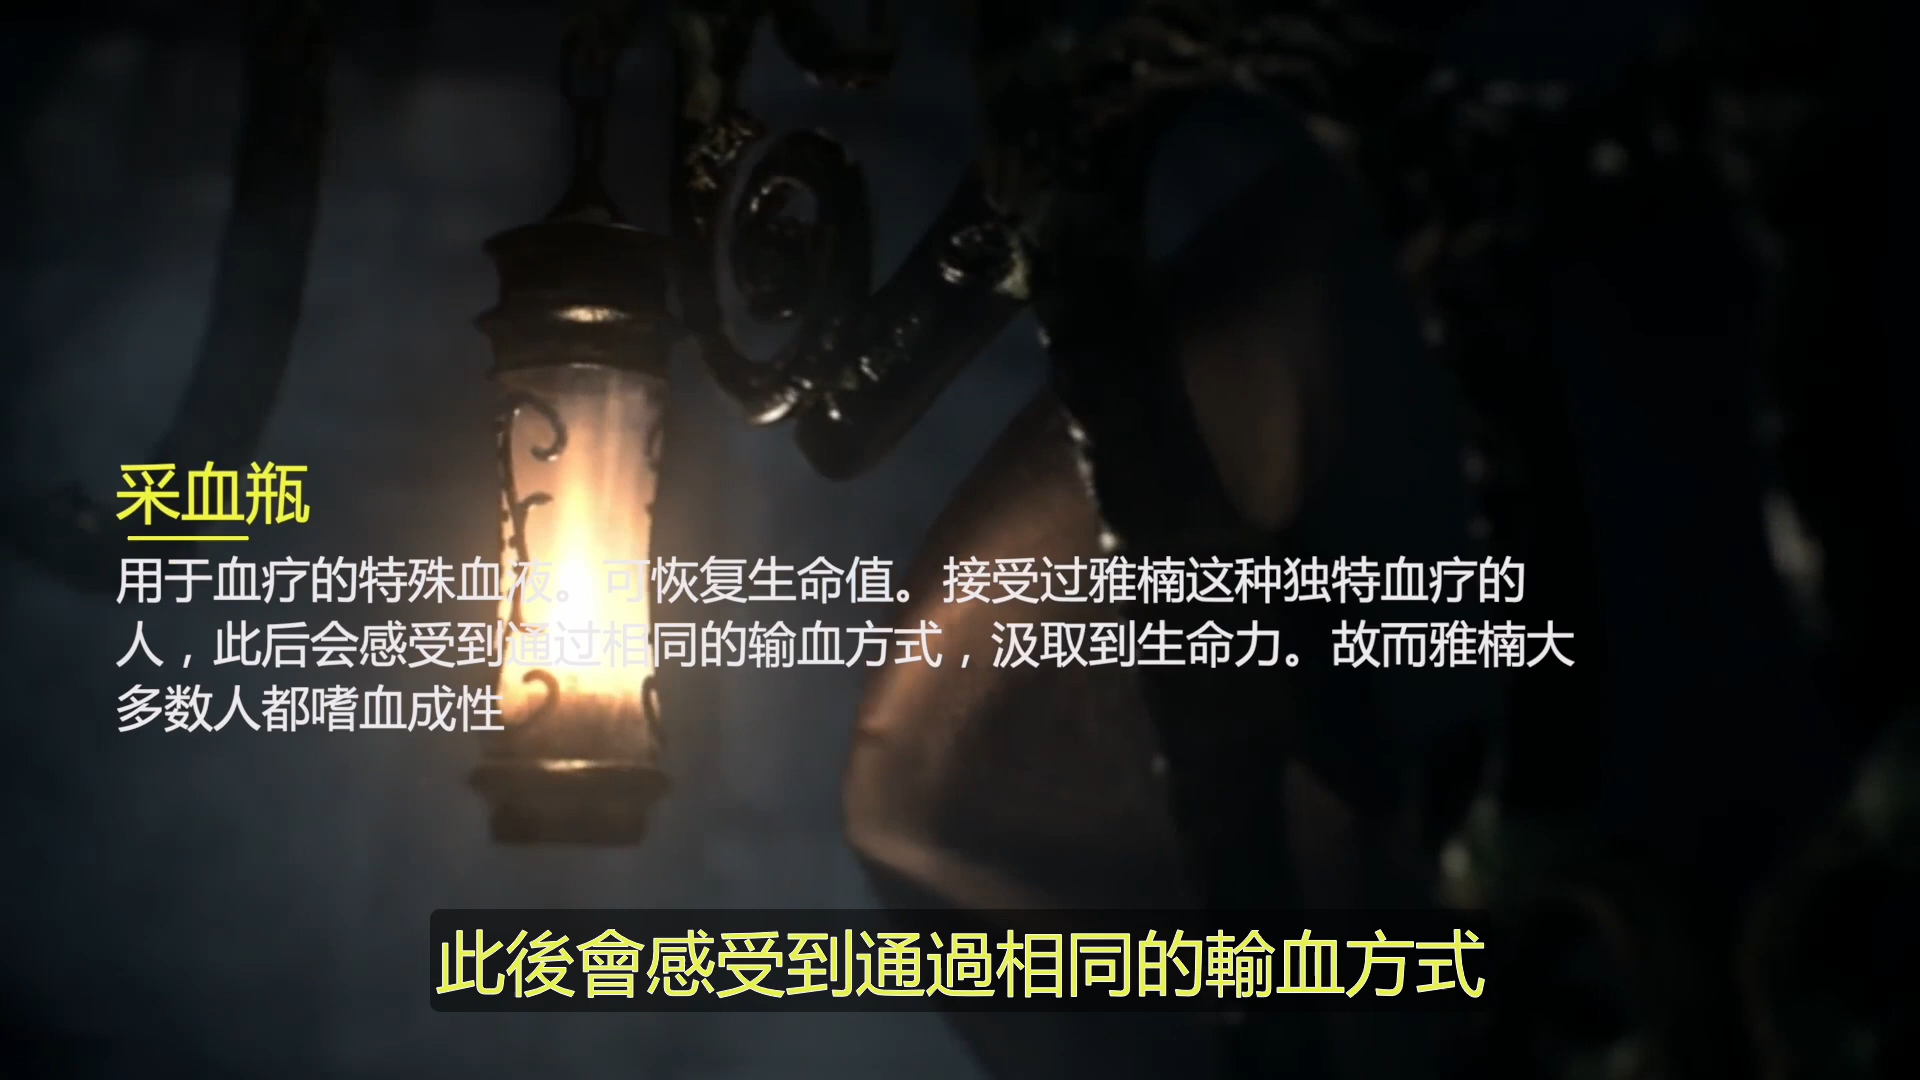 采血瓶
用于血疗的特殊血液。可恢复生命值。接受过雅楠这种独特血疗的
人，此后会感受到通过相同的输血方式，汲取到生命力。故而雅楠大
多数人都嗜血成性
此後會感受到通過相同的輸血方式